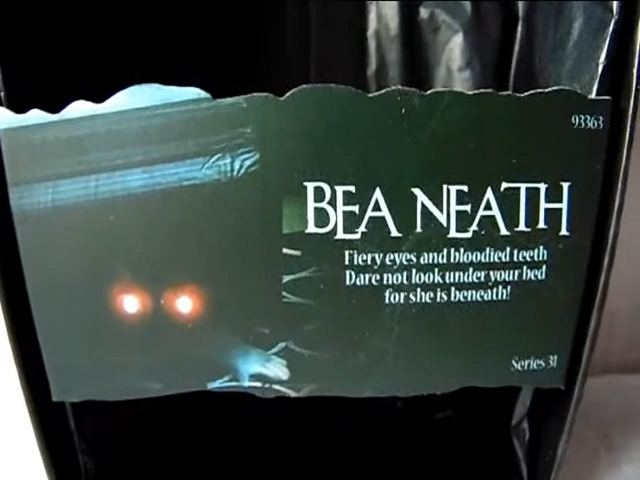 93363
BEA NEATH
Fiery eyes and bloodied teeth
Dare not look under your bed
for she is beneath!
Series 31